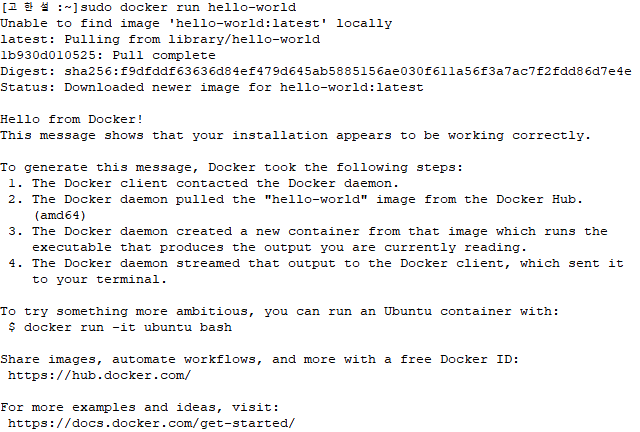 [고 한 설 :~]sudo docker run hello-world
Unable to find image 'hello-world:latest' locally
latest: Pulling from library/hello-world
1b930d010525: Pull complete
Digest: sha256:f9dfddf63636d84ef479d645ab5885156ae030f611a56f3a7ac7f2fdd86d7e4e
Status: Downloaded newer image for hello-world:latest

Hello from Docker!
This message shows that your installation appears to be working correctly.

To generate this message, Docker took the following steps:
 1. The Docker client contacted the Docker daemon.
 2. The Docker daemon pulled the "hello-world" image from the Docker Hub.
    (amd64)
 3. The Docker daemon created a new container from that image which runs the
    executable that produces the output you are currently reading.
 4. The Docker daemon streamed that output to the Docker client, which sent it
    to your terminal.

To try something more ambitious, you can run an Ubuntu container with:
 $ docker run -it ubuntu bash

Share images, automate workflows, and more with a free Docker ID:
 https://hub.docker.com/

For more examples and ideas, visit:
 https://docs.docker.com/get-started/